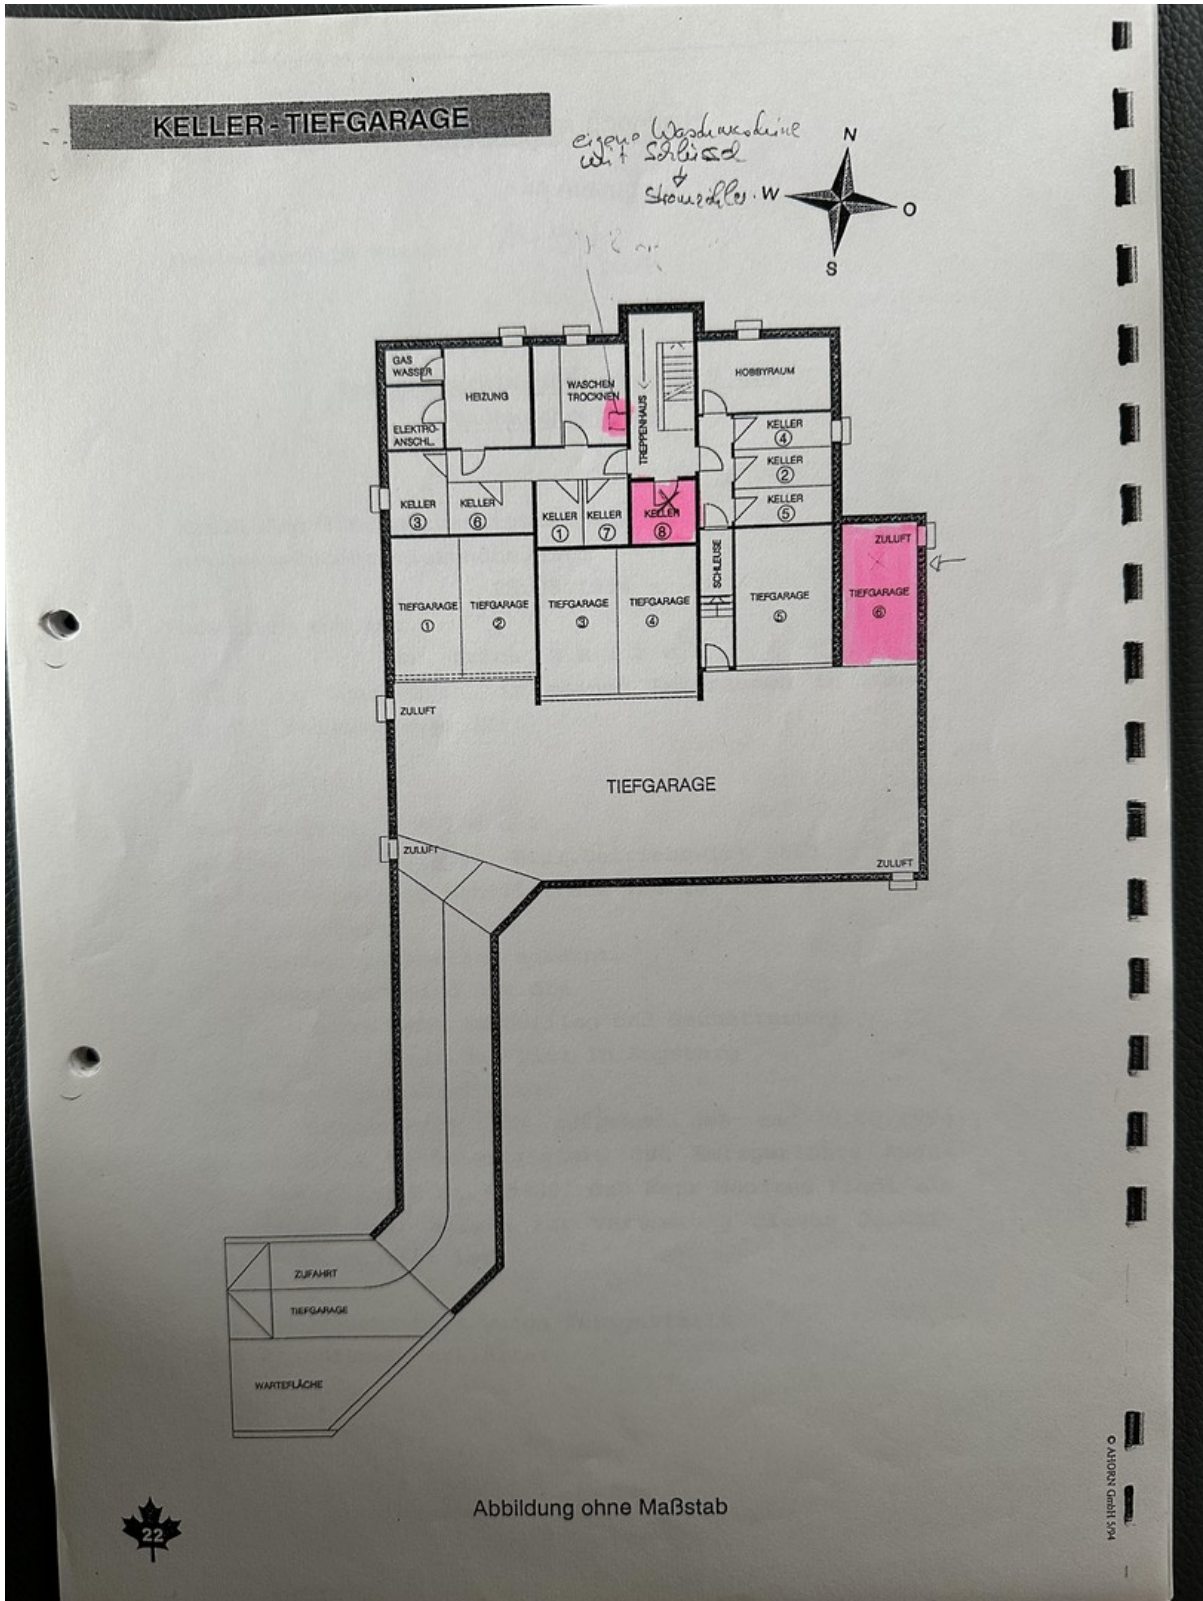 KELLER - TIEFGARAGE
eigene Waschmaschine
mit Schlüssel
Stromzähler.
N
W
O
S
GAS
WASSER
HEIZUNG
WASCHEN
TROCKNEN
TREPPENHAUS
HOBBYRAUM
ELEKTRO-
ANSCHL.
KELLER
4
KELLER
2
KELLER
5
KELLER
3
KELLER
6
KELLER
1
KELLER
7
KELLER
8
SCHLEUSE
ZULUFT
TIEFGARAGE
1
TIEFGARAGE
2
TIEFGARAGE
3
TIEFGARAGE
4
TIEFGARAGE
5
TIEFGARAGE
6
ZULUFT
TIEFGARAGE
ZULUFT
ZULUFT
ZUFAHRT
TIEFGARAGE
WARTEFLÄCHE
Abbildung ohne Maßstab
22
© AHORN GmbH 5/94